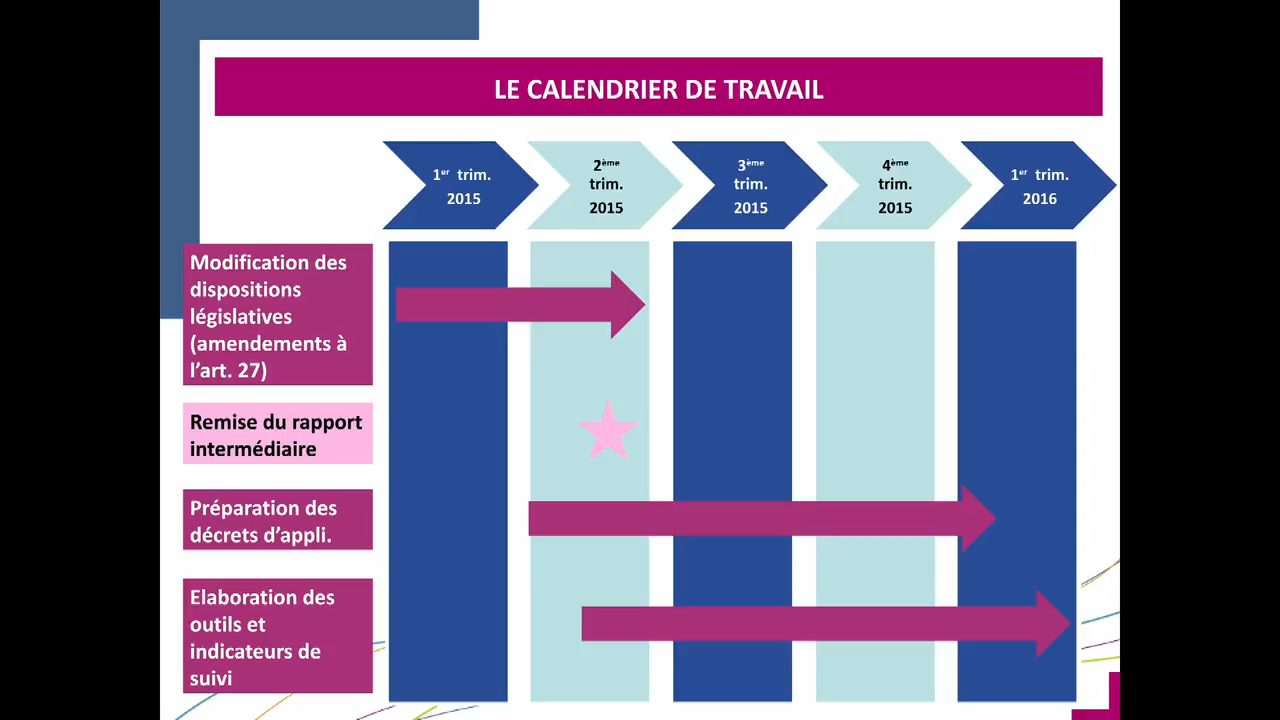 LE CALENDRIER DE TRAVAIL
1er trim.
2015
2ème
trim.
2015
3ème
trim.
2015
4ème
trim.
2015
1er trim.
2016
Modification des
dispositions
législatives
(amendements à
l’art. 27)
Remise du rapport
intermédiaire
Préparation des
décrets d’appli.
Elaboration des
outils et
indicateurs de
suivi